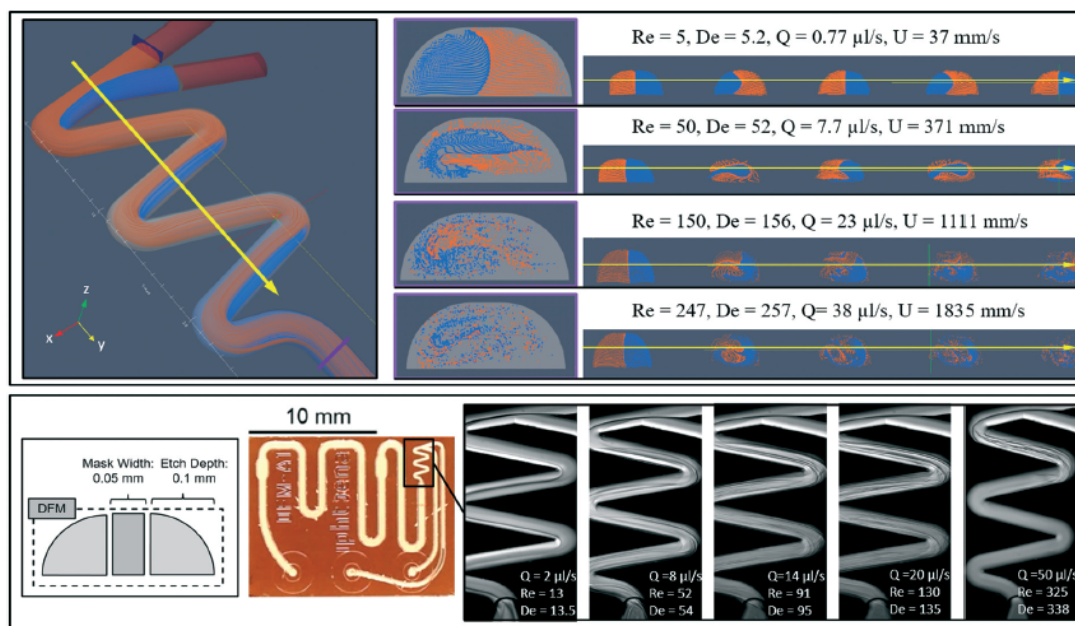 z
x
y
Re = 5, De = 5.2, Q = 0.77 µl/s, U = 37 mm/s
Re = 50, De = 52, Q = 7.7 µl/s, U = 371 mm/s
Re = 150, De = 156, Q = 23 µl/s, U = 1111 mm/s
Re = 247, De = 257, Q= 38 µl/s, U = 1835 mm/s
Mask Width:
0.05 mm
Etch Depth:
0.1 mm
DFM
10 mm
Q = 2 µl/s
Re = 13
De = 13.5
Q =8 µl/s
Re = 52
De = 54
Q=14 µl/s
Re = 91
De = 95
Q =20 µl/s
Re = 130
De = 135
Q =50 µl/s
Re = 325
De = 338